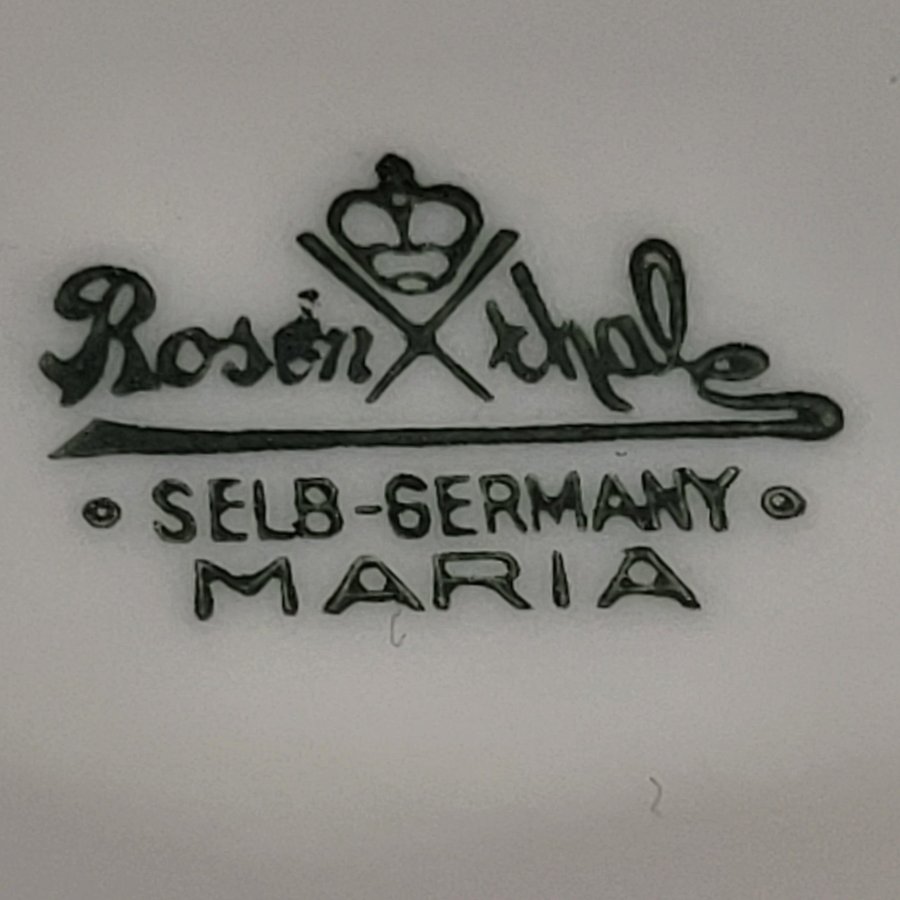 Rosenthal
• SELB-GERMANY •
MARIA